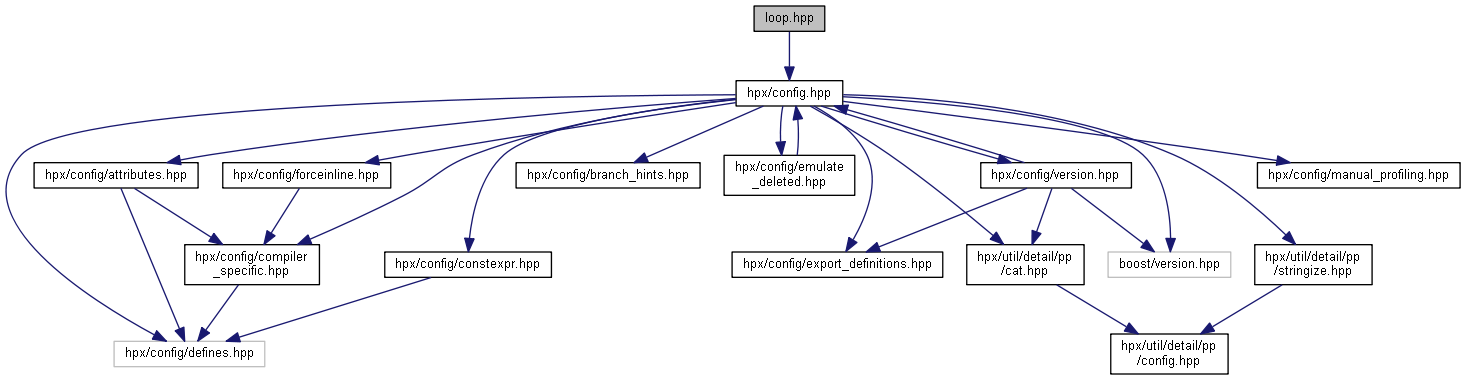 loop.hpp
hpx/config.hpp
hpx/config/attributes.hpp
hpx/config/forceinline.hpp
hpx/config/branch_hints.hpp
hpx/config/emulate
_deleted.hpp
hpx/config/version.hpp
hpx/config/manual_profiling.hpp
hpx/config/compiler
_specific.hpp
hpx/config/constexpr.hpp
hpx/config/export_definitions.hpp
hpx/util/detail/pp
/cat.hpp
boost/version.hpp
hpx/util/detail/pp
/stringize.hpp
hpx/config/defines.hpp
hpx/util/detail/pp
/config.hpp